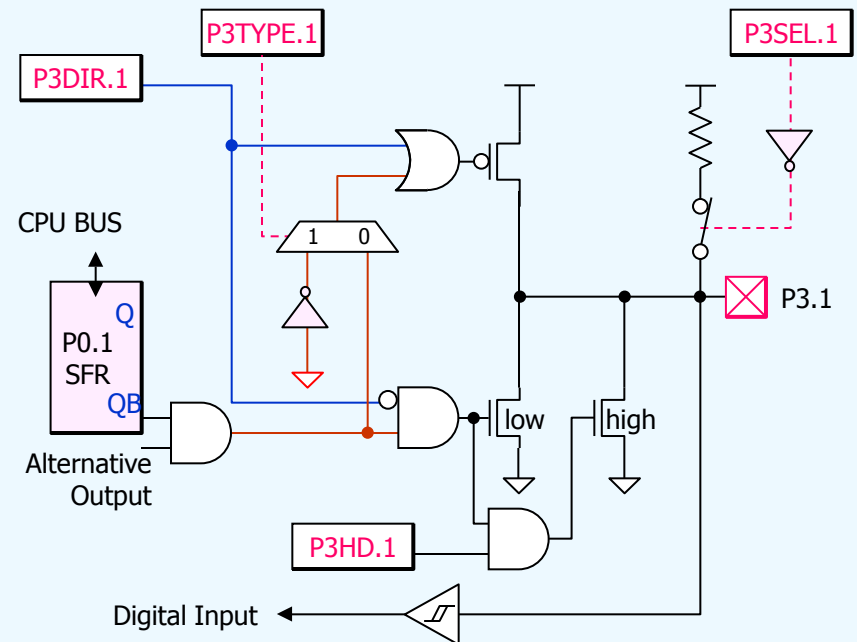 P3TYPE.1
P3SEL.1
P3DIR.1
CPU BUS
1 0
Q
P3.1
P0.1
SFR
QB
low
high
Alternative
Output
P3HD.1
Digital Input